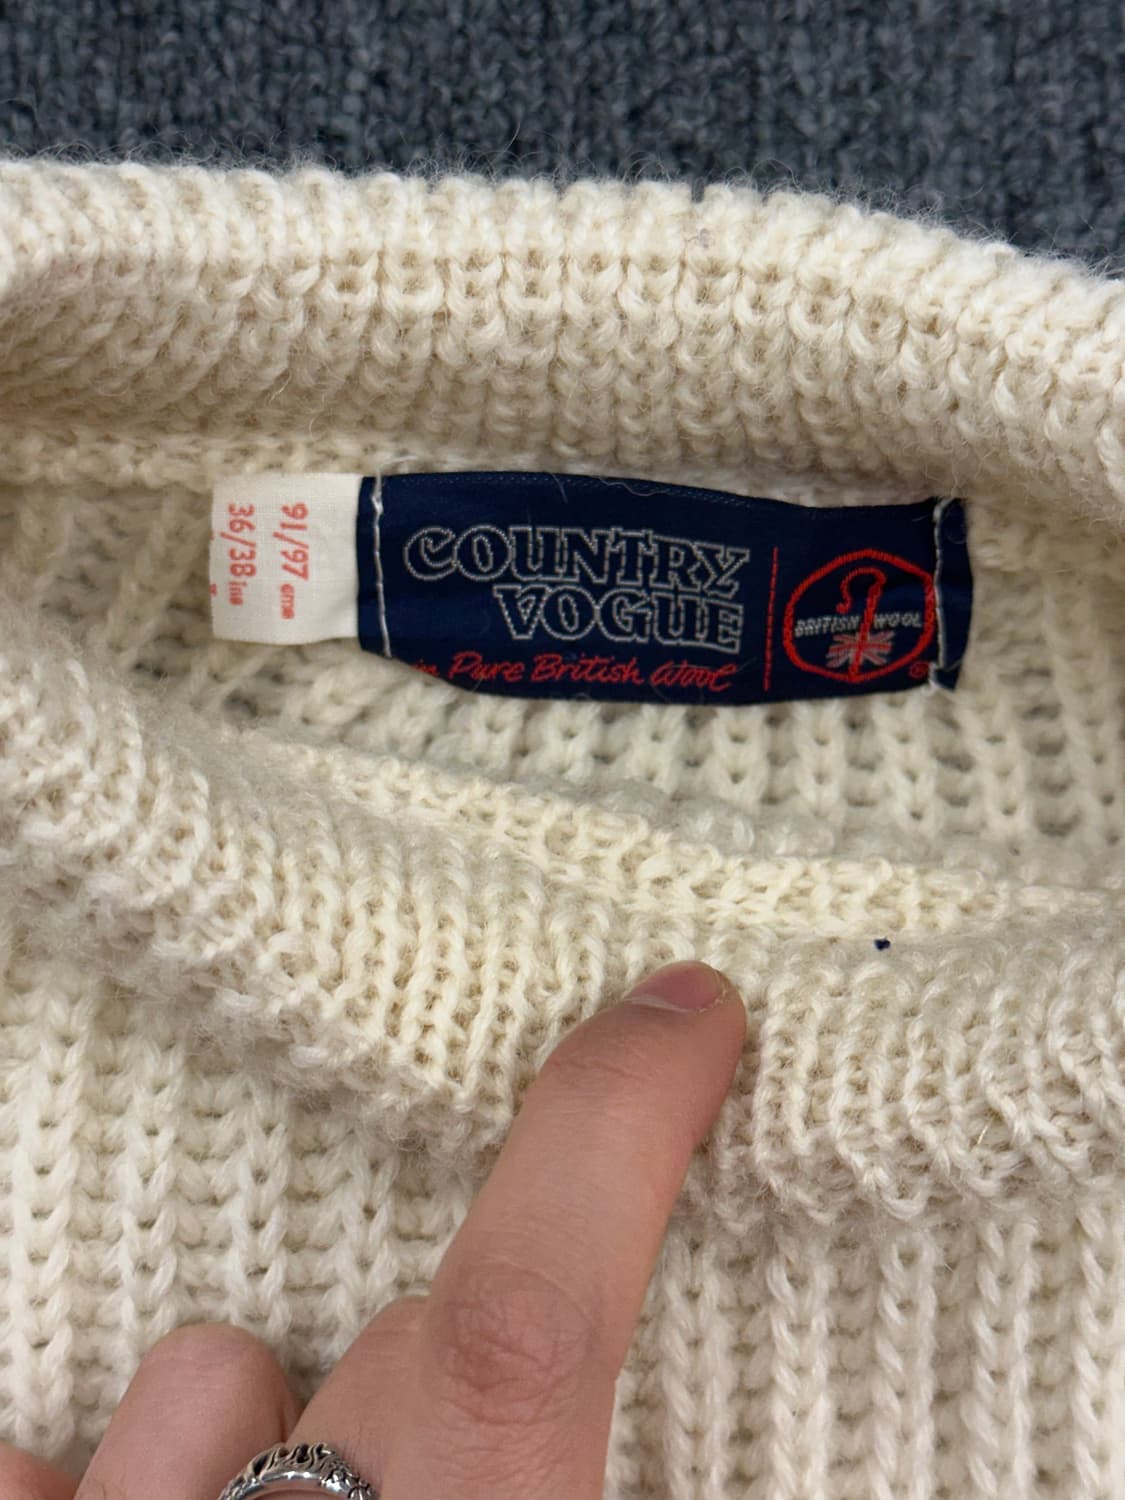 91/97 cms
36/38 ins
COUNTRY
VOGUE
in Pure British Wool
BRITISH WOOL
®